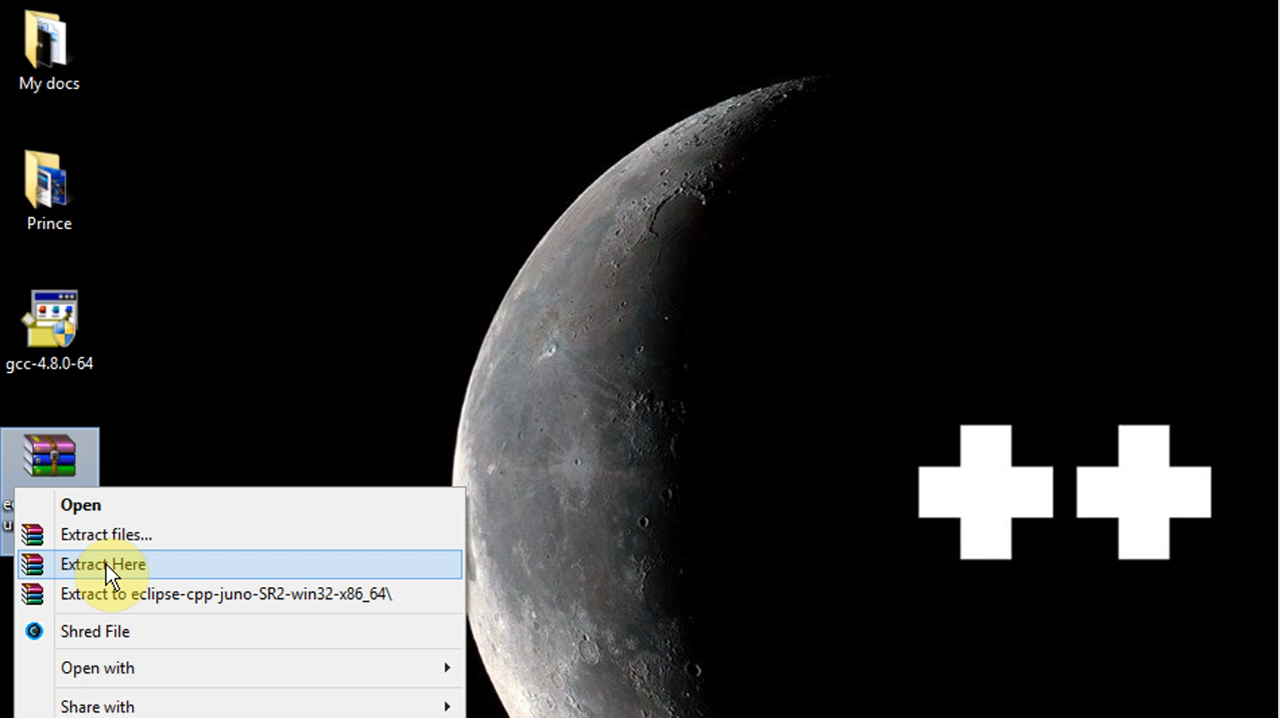 My docs
Prince
gcc-4.8.0-64
Open
Extract files...
Extract Here
Extract to eclipse-cpp-juno-SR2-win32-x86_64\
Shred File
Open with
Share with
++